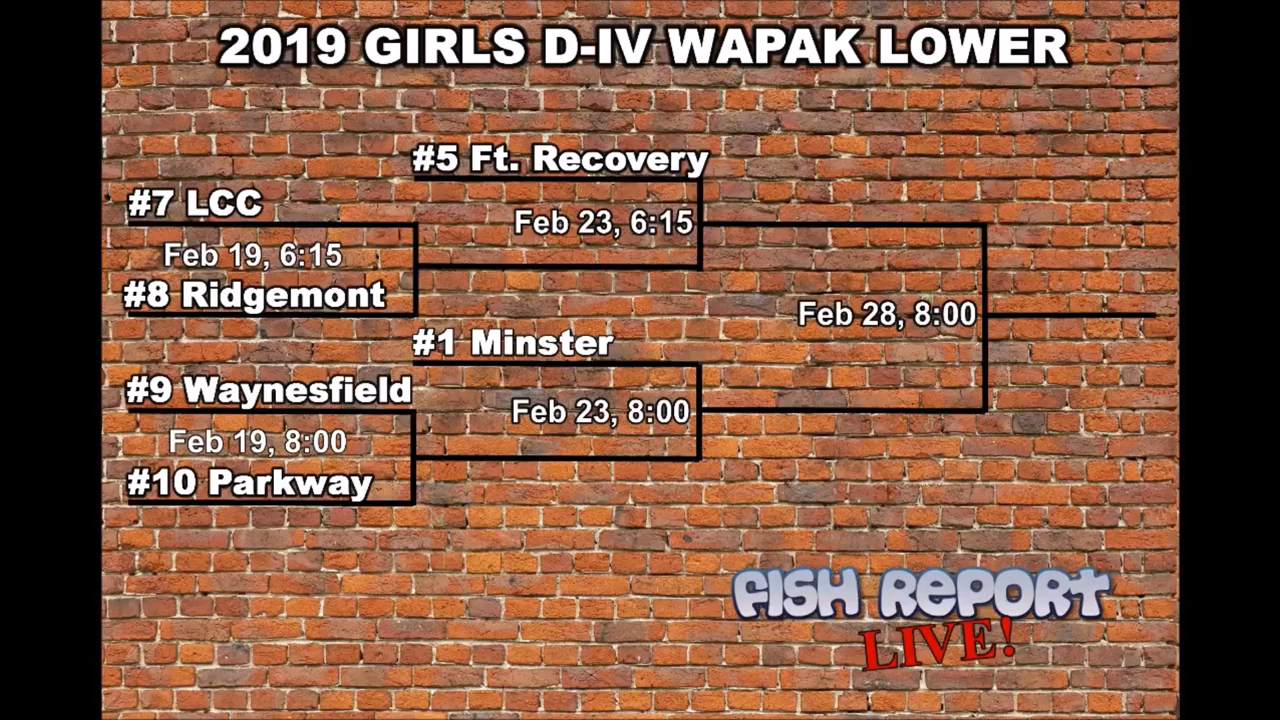 2019 GIRLS D-IV WAPAK LOWER
#5 Ft. Recovery
#7 LCC
Feb 23, 6:15
Feb 19, 6:15
#8 Ridgemont
Feb 28, 8:00
#1 Minster
#9 Waynesfield
Feb 23, 8:00
Feb 19, 8:00
#10 Parkway
FISH REPORT
LIVE!